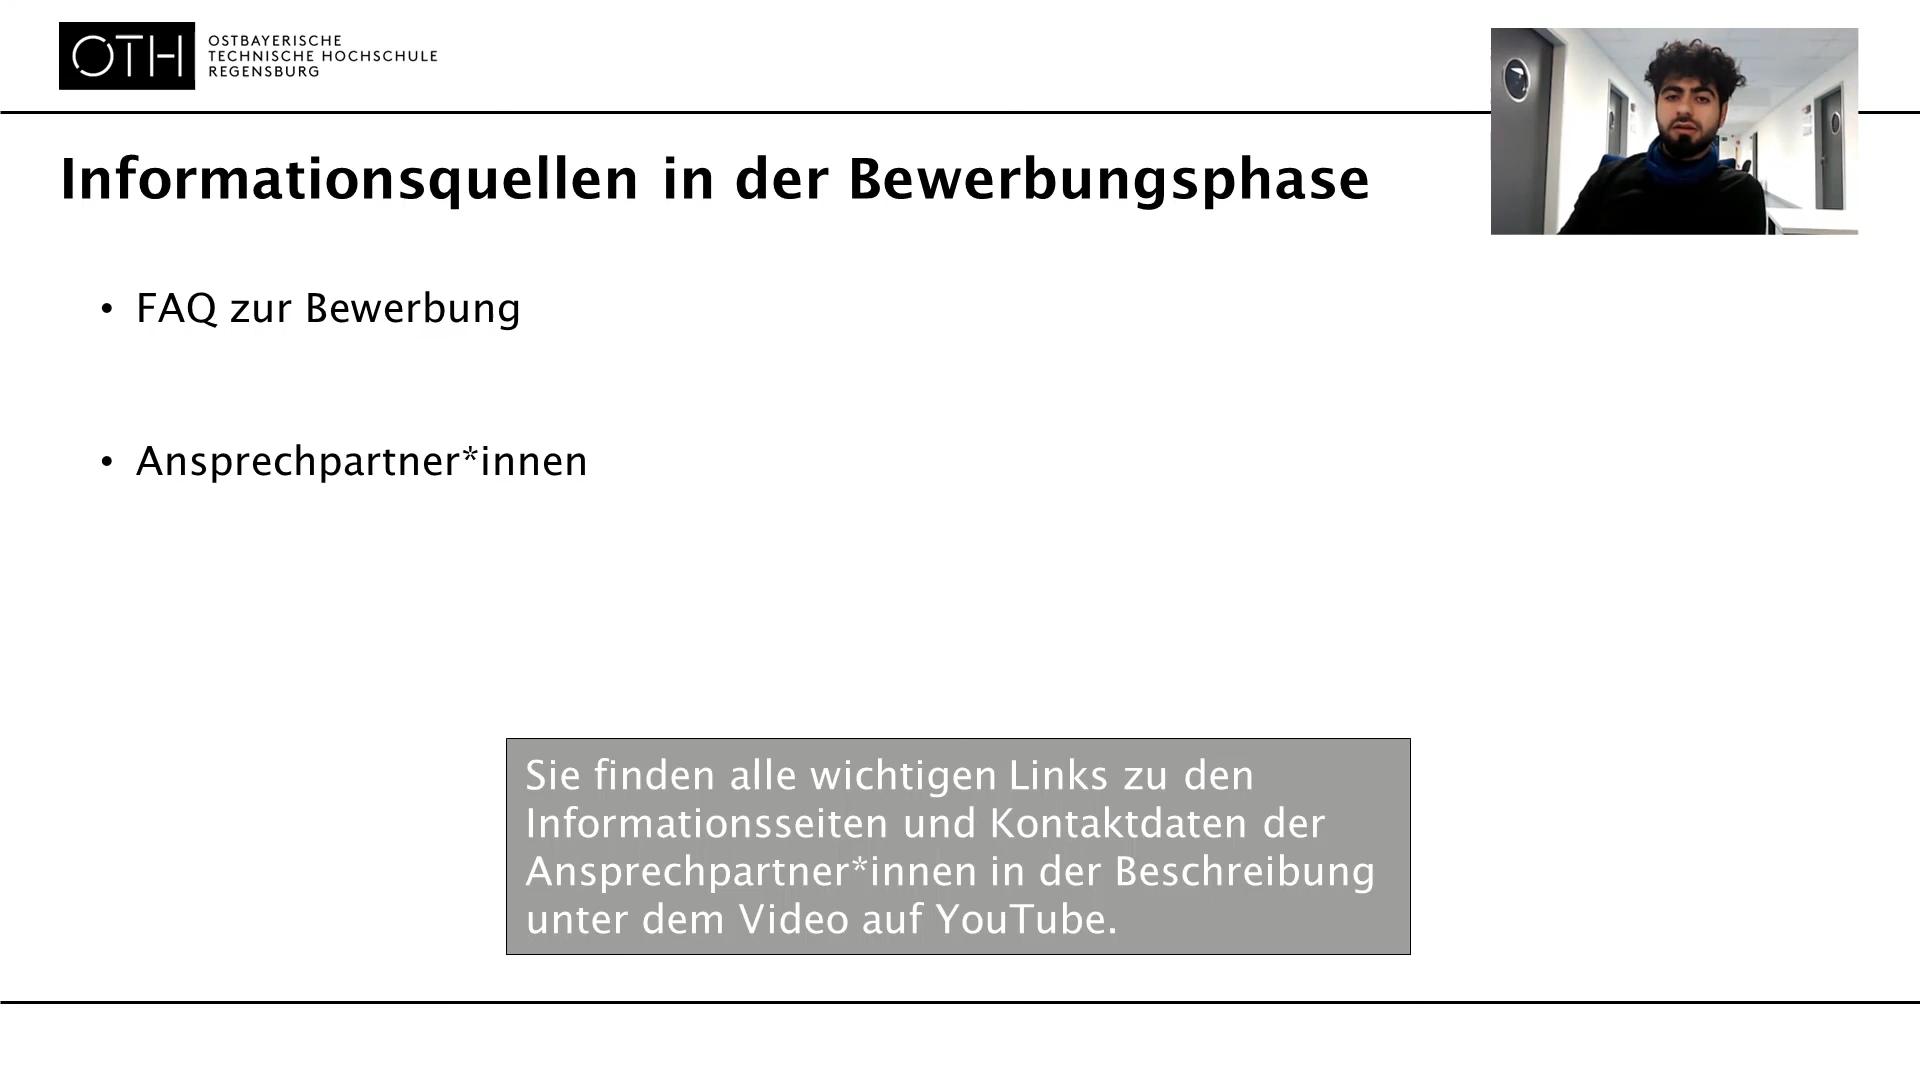 OTH
OSTBAYERISCHE
TECHNISCHE HOCHSCHULE
REGENSBURG
Informationsquellen in der Bewerbungsphase
• FAQ zur Bewerbung
• Ansprechpartner*innen
Sie finden alle wichtigen Links zu den
Informationsseiten und Kontaktdaten der
Ansprechpartner*innen in der Beschreibung
unter dem Video auf YouTube.